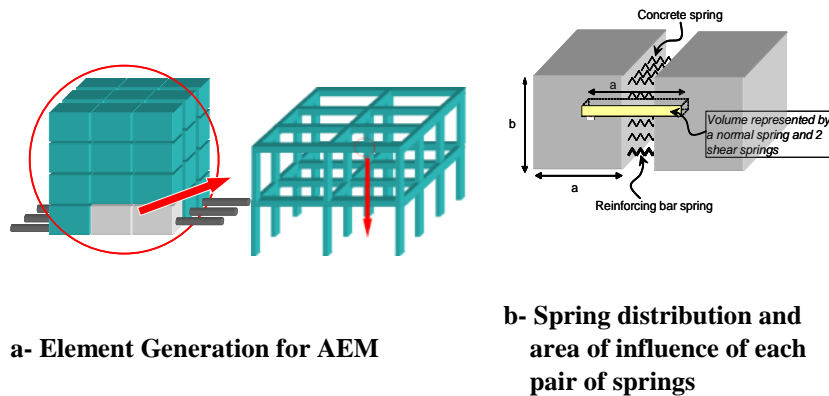 Concrete spring
a
b
Volume represented by
a normal spring and 2
shear springs
a
Reinforcing bar spring
a- Element Generation for AEM
b- Spring distribution and
area of influence of each
pair of springs